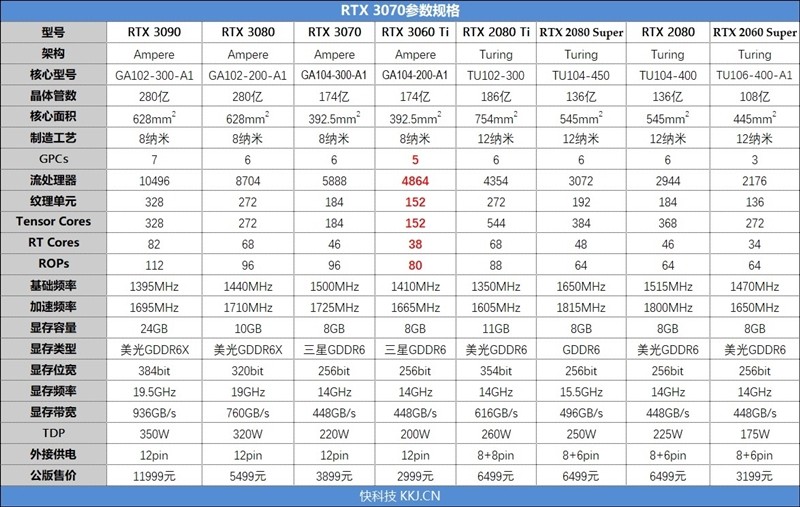 RTX 3070参数规格
型号 RTX 3090 RTX 3080 RTX 3070 RTX 3060 Ti RTX 2080 Ti RTX 2080 Super RTX 2080 RTX 2060 Super
架构 Ampere Ampere Ampere Ampere Turing Turing Turing Turing
核心型号 GA102-300-A1 GA102-200-A1 GA104-300-A1 GA104-200-A1 TU102-300 TU104-450 TU104-400 TU106-400-A1
晶体管数 280亿 280亿 174亿 174亿 186亿 136亿 136亿 108亿
核心面积 628mm² 628mm² 392.5mm² 392.5mm² 754mm² 545mm² 545mm² 445mm²
制造工艺 8纳米 8纳米 8纳米 8纳米 12纳米 12纳米 12纳米 12纳米
GPCs 7 6 6 5 6 6 6 3
流处理器 10496 8704 5888 4864 4354 3072 2944 2176
纹理单元 328 272 184 152 272 192 184 136
Tensor Cores 328 272 184 152 544 384 368 272
RT Cores 82 68 46 38 68 48 46 34
ROPs 112 96 96 80 88 64 64 64
基础频率 1395MHz 1440MHz 1500MHz 1410MHz 1350MHz 1650MHz 1515MHz 1470MHz
加速频率 1695MHz 1710MHz 1725MHz 1665MHz 1605MHz 1815MHz 1800MHz 1650MHz
显存容量 24GB 10GB 8GB 8GB 11GB 8GB 8GB 8GB
显存类型 美光GDDR6X 美光GDDR6X 三星GDDR6 三星GDDR6 美光GDDR6 GDDR6 美光GDDR6 美光GDDR6
显存位宽 384bit 320bit 256bit 256bit 354bit 256bit 256bit 256bit
显存频率 19.5GHz 19GHz 14GHz 14GHz 14GHz 15.5GHz 14GHz 14GHz
显存带宽 936GB/s 760GB/s 448GB/s 448GB/s 616GB/s 496GB/s 448GB/s 448GB/s
TDP 350W 320W 220W 200W 260W 250W 225W 175W
外接供电 12pin 12pin 12pin 12pin 8+8pin 8+6pin 8+6pin 8+6pin
公版售价 11999元 5499元 3899元 2999元 6499元 6499元 6499元 3199元
快科技 KKJ.CN